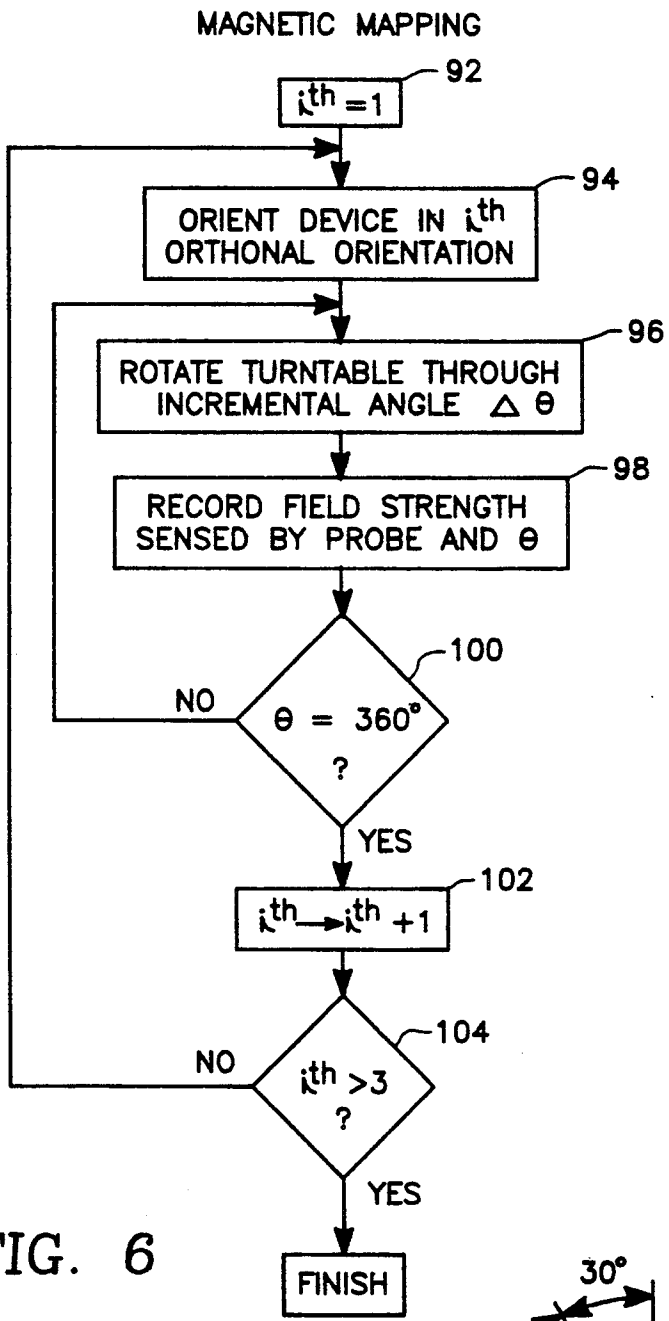 MAGNETIC MAPPING
92
i^th = 1
94
ORIENT DEVICE IN i^th
ORTHONAL ORIENTATION
96
ROTATE TURNTABLE THROUGH
INCREMENTAL ANGLE Δ θ
98
RECORD FIELD STRENGTH
SENSED BY PROBE AND θ
100
NO
θ = 360°
?
YES
102
i^th → i^th + 1
104
NO
i^th > 3
?
YES
FIG. 6
FINISH
30°